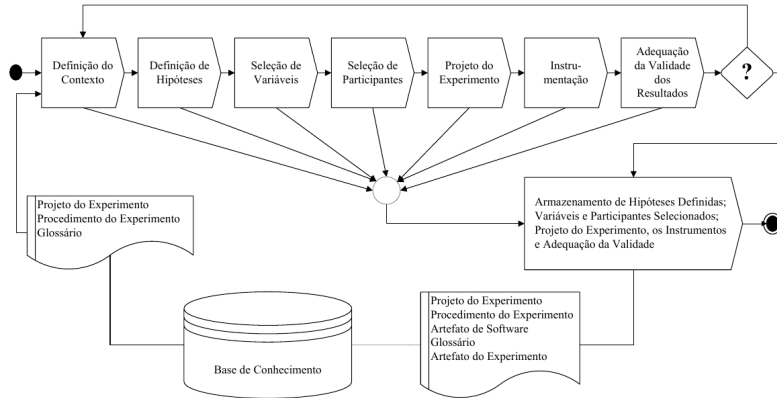 Definição do
Contexto
Definição de
Hipóteses
Seleção de
Variáveis
Seleção de
Participantes
Projeto do
Experimento
Instru-
mentação
Adequação
da Validade
dos
Resultados
?
Projeto do Experimento
Procedimento do Experimento
Glossário
Armazenamento de Hipóteses Definidas;
Variáveis e Participantes Selecionados;
Projeto do Experimento, os Instrumentos
e Adequação da Validade
Base de Conhecimento
Projeto do Experimento
Procedimento do Experimento
Artefato de Software
Glossário
Artefato do Experimento